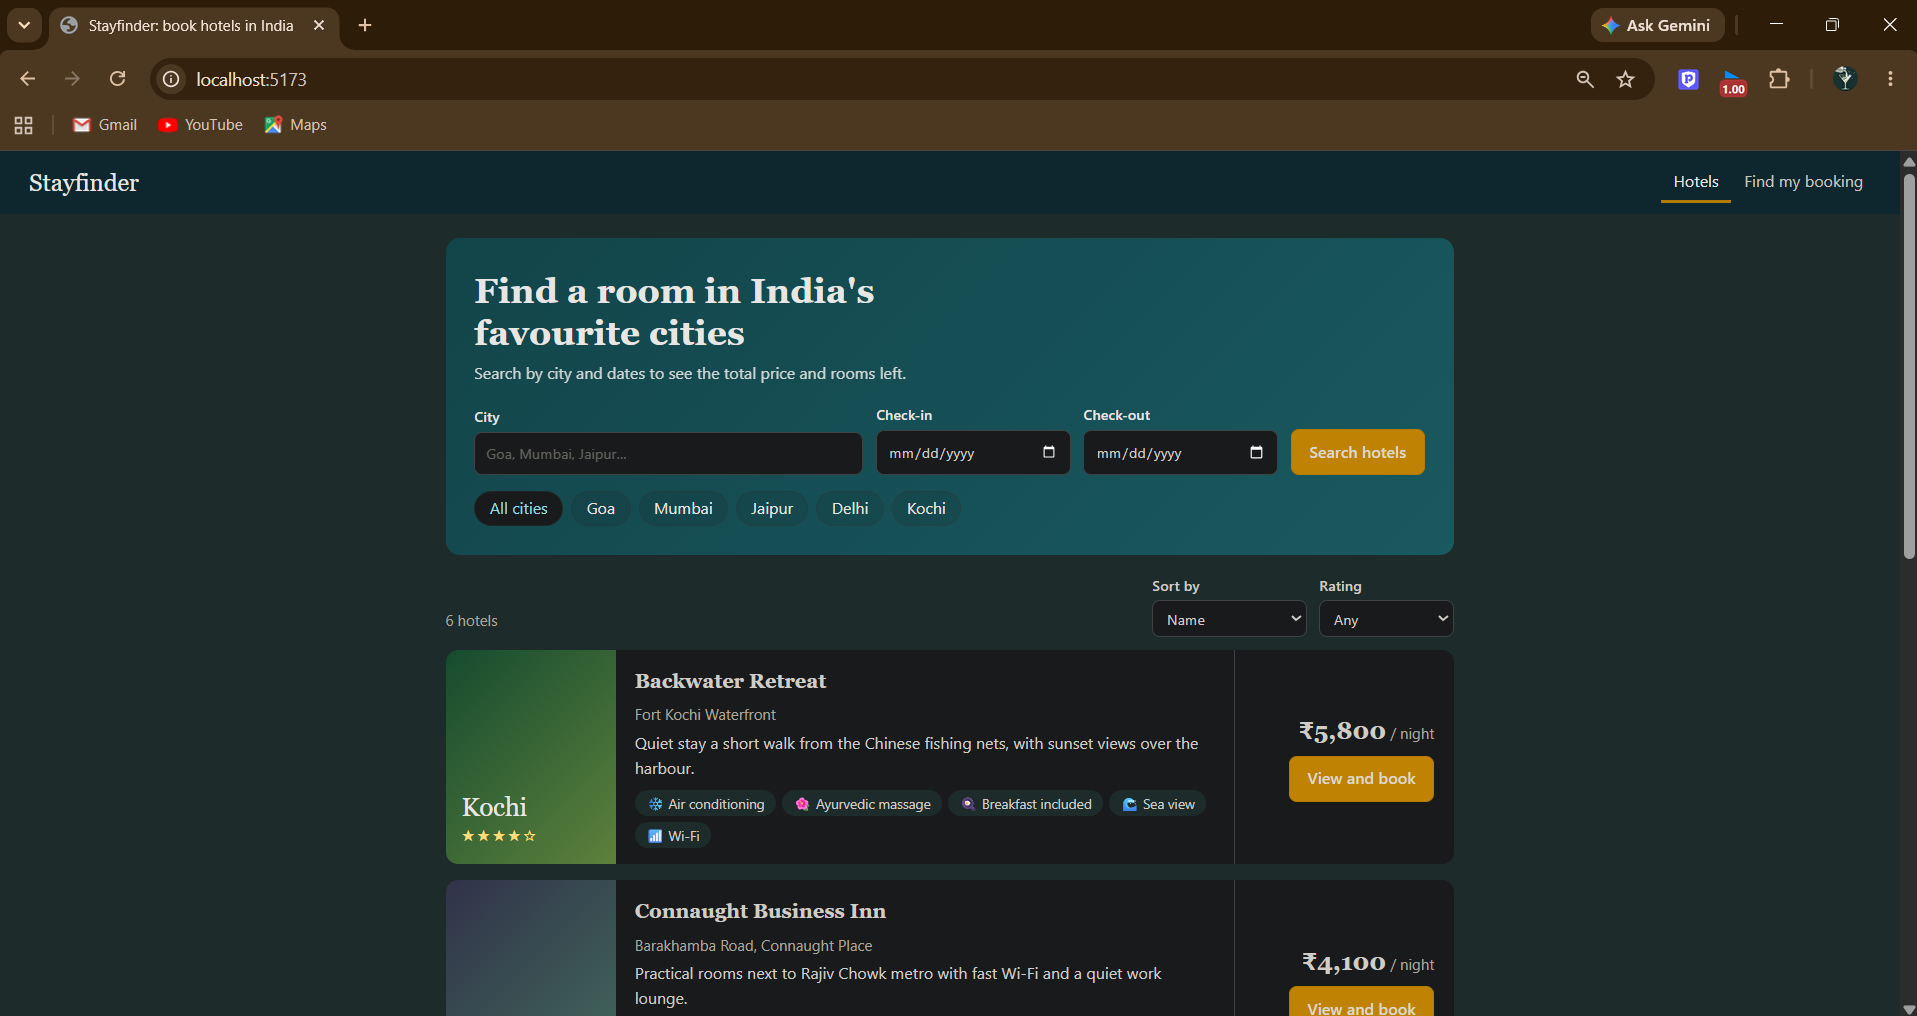 Stayfinder: book hotels in India
Ask Gemini
localhost:5173
1.00
Gmail
YouTube
Maps
Stayfinder
Hotels
Find my booking
Find a room in India's
favourite cities
Search by city and dates to see the total price and rooms left.
City
Check-in
Check-out
Goa, Mumbai, Jaipur...
mm/dd/yyyy
mm/dd/yyyy
Search hotels
All cities
Goa
Mumbai
Jaipur
Delhi
Kochi
6 hotels
Sort by
Name
Rating
Any
Kochi
★★★★☆
Backwater Retreat
Fort Kochi Waterfront
Quiet stay a short walk from the Chinese fishing nets, with sunset views over the
harbour.
Air conditioning
Ayurvedic massage
Breakfast included
Sea view
Wi-Fi
₹5,800 / night
View and book
Connaught Business Inn
Barakhamba Road, Connaught Place
Practical rooms next to Rajiv Chowk metro with fast Wi-Fi and a quiet work
lounge.
₹4,100 / night
View and book